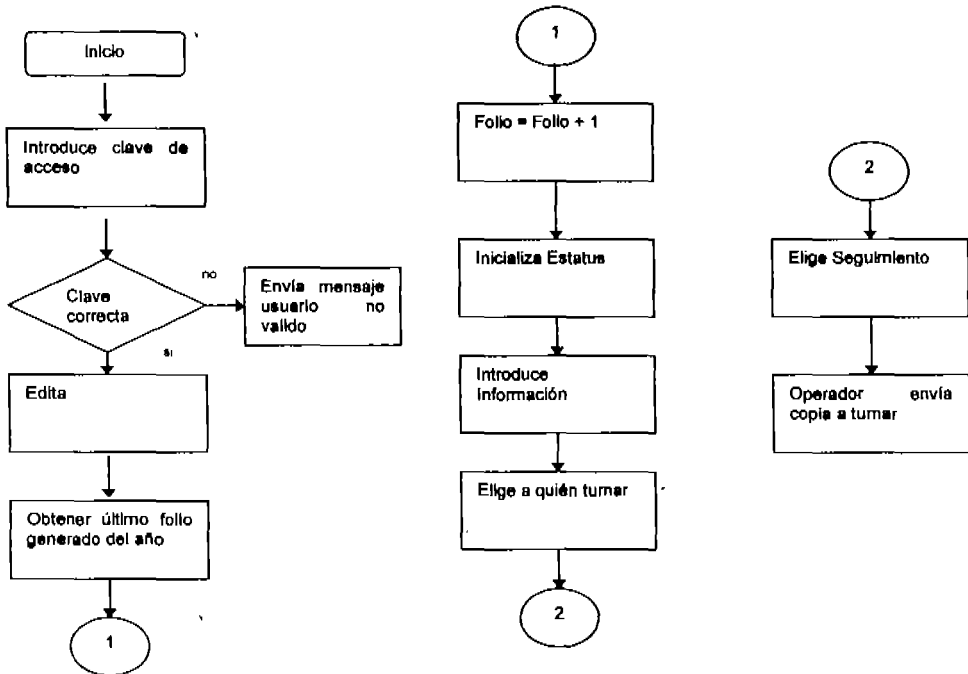 Inicio
Introduce clave de
acceso
Clave
correcta
no
Envía mensaje
usuario no
valido
si
Edita
Obtener último folio
generado del año
1
1
Folio = Folio + 1
Inicializa Estatus
Introduce
Información
Elige a quién turnar
2
2
Elige Seguimiento
Operador envía
copia a turnar